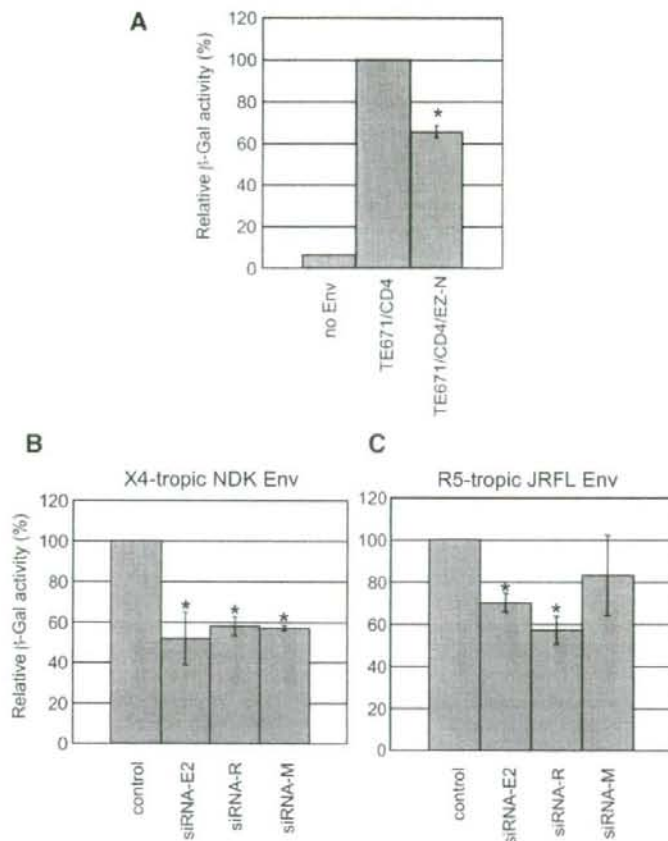 A
Relative β-Gal activity (%)
120
100
80
60
40
20
0
*
no Env
TE671/CD4
TE671/CD4/EZ-N
B
X4-tropic NDK Env
Relative β-Gal activity (%)
120
100
80
60
40
20
0
* * *
control
siRNA-E2
siRNA-R
siRNA-M
C
R5-tropic JRFL Env
120
100
80
60
40
20
0
* *
control
siRNA-E2
siRNA-R
siRNA-M